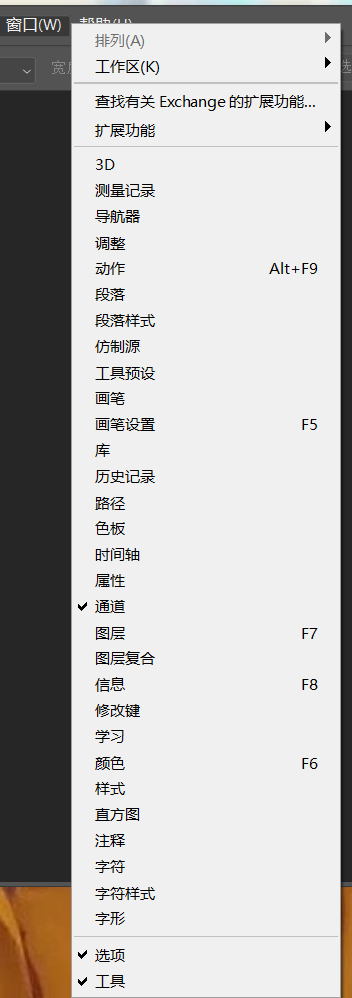 窗口(W)
帮助(H)
排列(A)
工作区(K)
查找有关 Exchange 的扩展功能...
扩展功能
3D
测量记录
导航器
调整
动作 Alt+F9
段落
段落样式
仿制源
工具预设
画笔
画笔设置 F5
库
历史记录
路径
色板
时间轴
属性
通道
图层 F7
图层复合
信息 F8
修改键
学习
颜色 F6
样式
直方图
注释
字符
字符样式
字形
选项
工具